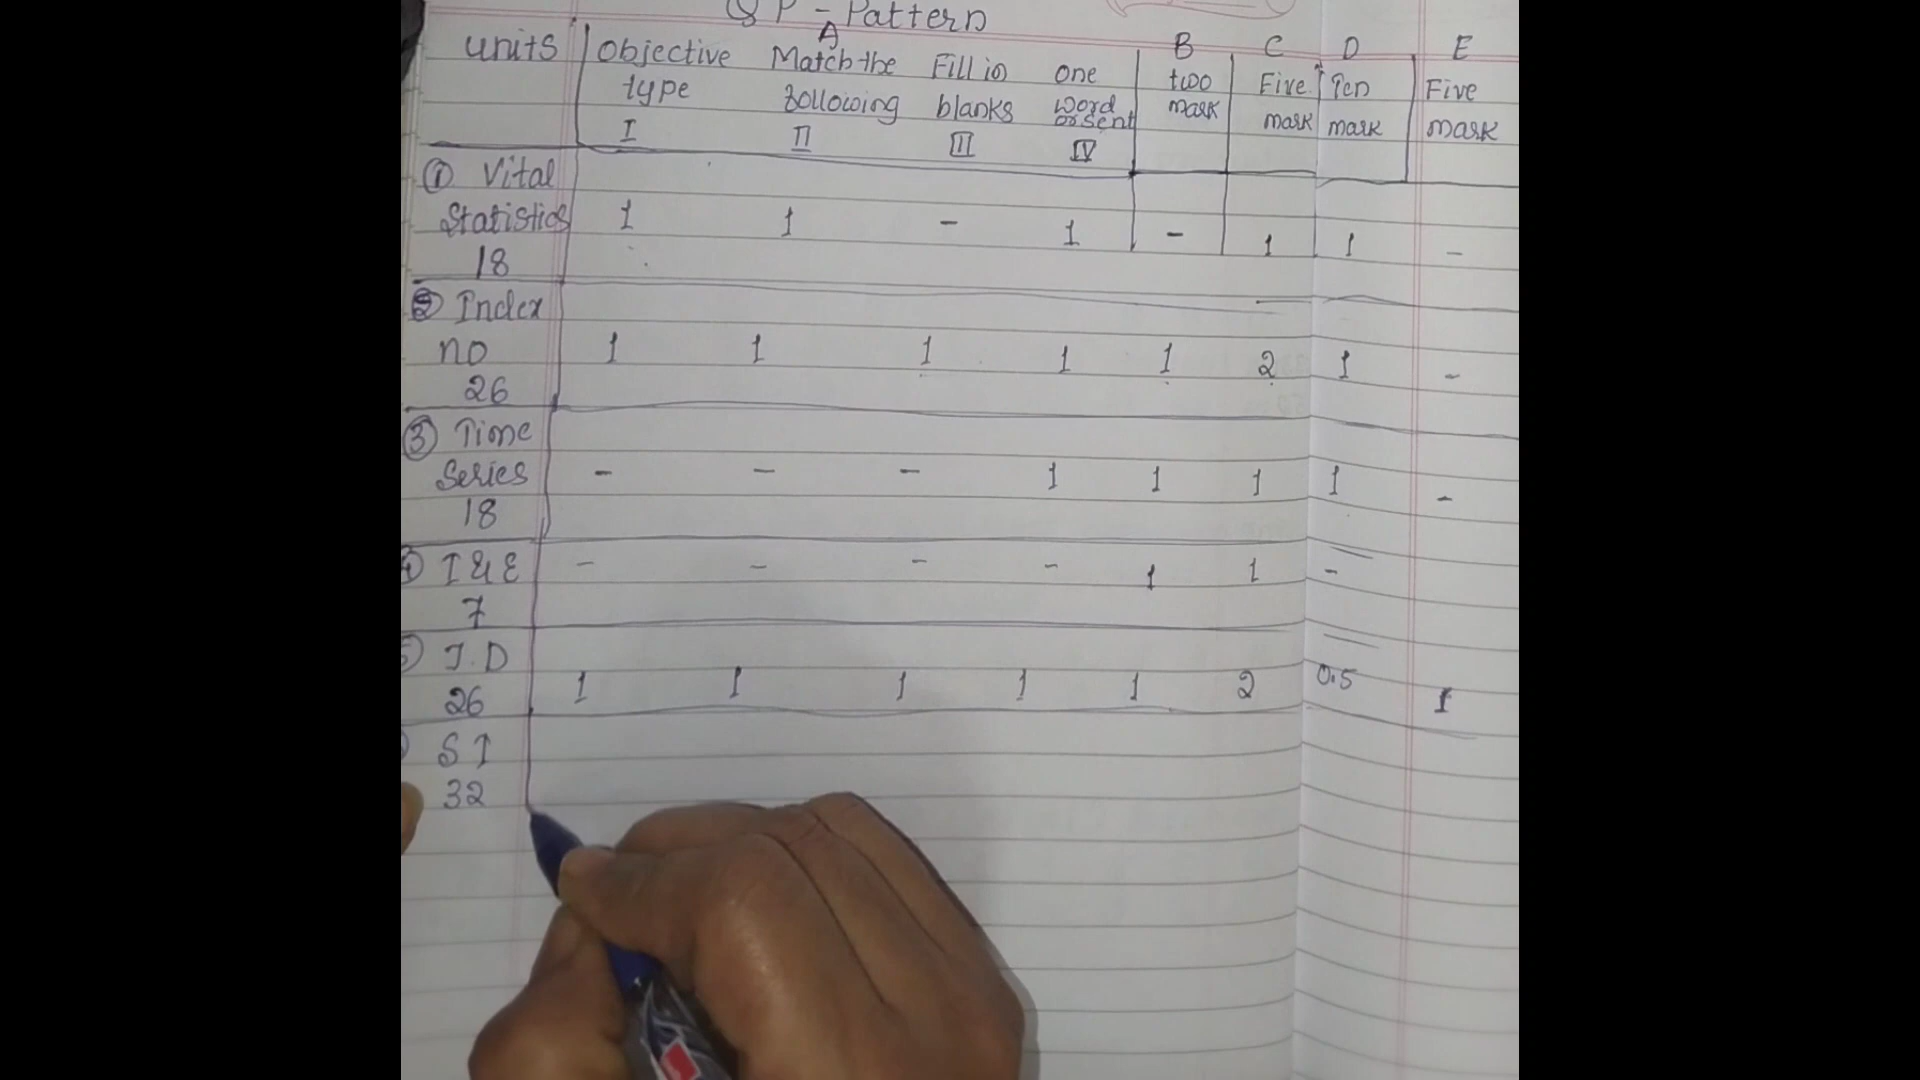 QP - Pattern
A B C D E
units Objective Match the Fill in one two Five Ten Five
type following blanks word mark mark mark mark
or sent
I II III IV
① Vital
Statistics 1 1 - 1 - 1 1 -
18
② Index
no 1 1 1 1 1 2 1 -
26
③ Time
Series - - - 1 1 1 1 -
18
④ I & E - - - - 1 1 -
7
⑤ T.D
26 1 1 1 1 1 2 0.5 1
S I
32